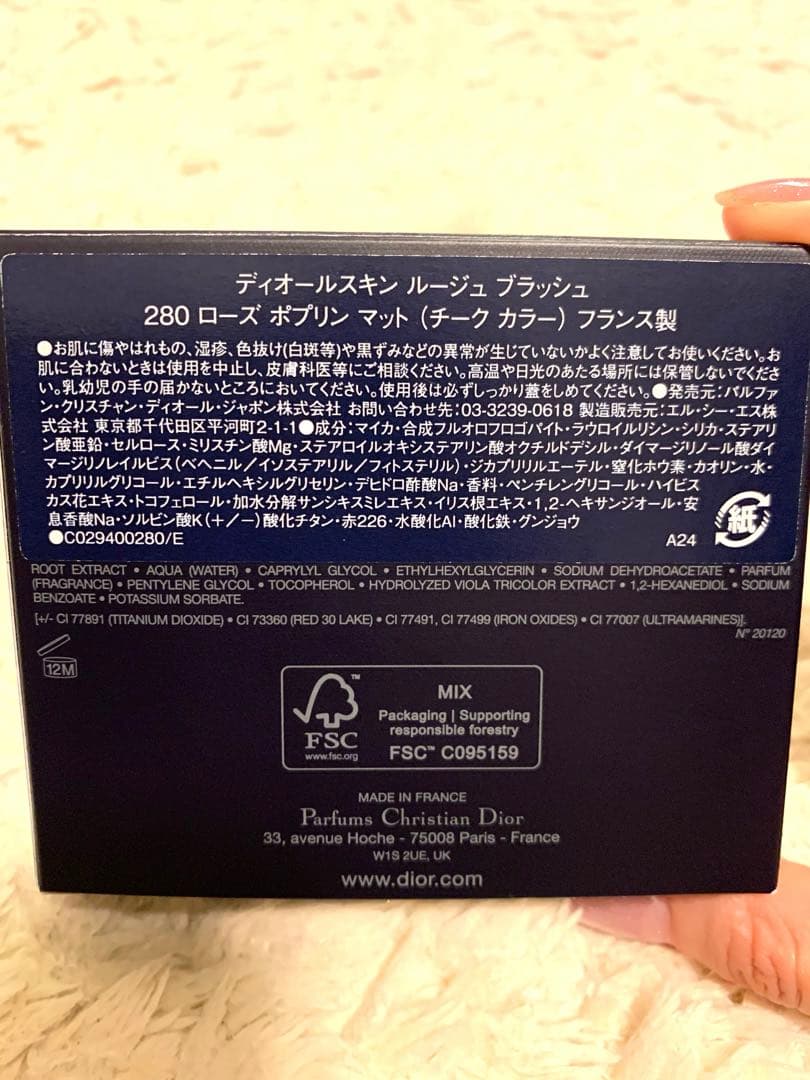 ディオールスキン ルージュ ブラッシュ
280 ローズ ポプリン マット (チーク カラー) フランス製
●お肌に傷やはれもの、湿疹、色抜け(白斑等)や黒ずみなどの異常が生じていないかよく注意してお使いください。お
肌に合わないときは使用を中止し、皮膚科医等にご相談ください。高温や日光のあたる場所には保管しないでくださ
い。乳幼児の手の届かないところにおいてください。使用後は必ずしっかり蓋をしめてください。●発売元:パルファ
ン・クリスチャン・ディオール・ジャポン株式会社 お問い合わせ先:03-3239-0618 製造販売元:エル・シー・エス株
式会社 東京都千代田区平河町2-1-1●成分:マイカ・合成フルオロフロゴパイト・ラウロイルリシン・シリカ・ステアリ
ン酸亜鉛・セルロース・ミリスチン酸Mg・ステアロイルオキシステアリン酸オクチルドデシル・ダイマージリノール酸ダイ
マージリノレイルビス(ベヘニル/イソステアリル/フィトステリル)・ジカプリリルエーテル・窒化ホウ素・カオリン・水・
カプリリルグリコール・エチルヘキシルグリセリン・デヒドロ酢酸Na・香料・ペンチレングリコール・ハイビス
カス花エキス・トコフェロール・加水分解サンシキスミレエキス・イリス根エキス・1,2-ヘキサンジオール・安
息香酸Na・ソルビン酸K(+/-)酸化チタン・赤226・水酸化Al・酸化鉄・グンジョウ
●C029400280/E
A24
紙
ROOT EXTRACT • AQUA (WATER) • CAPRYLYL GLYCOL • ETHYLHEXYLGLYCERIN • SODIUM DEHYDROACETATE • PARFUM
(FRAGRANCE) • PENTYLENE GLYCOL • TOCOPHEROL • HYDROLYZED VIOLA TRICOLOR EXTRACT • 1,2-HEXANEDIOL • SODIUM
BENZOATE • POTASSIUM SORBATE.
[+/- CI 77891 (TITANIUM DIOXIDE) • CI 73360 (RED 30 LAKE) • CI 77491, CI 77499 (IRON OXIDES) • CI 77007 (ULTRAMARINES)].
N° 20120
12M
FSC™
www.fsc.org
MIX
Packaging | Supporting
responsible forestry
FSC™ C095159
MADE IN FRANCE
Parfums Christian Dior
33, avenue Hoche - 75008 Paris - France
W1S 2UE, UK
www.dior.com